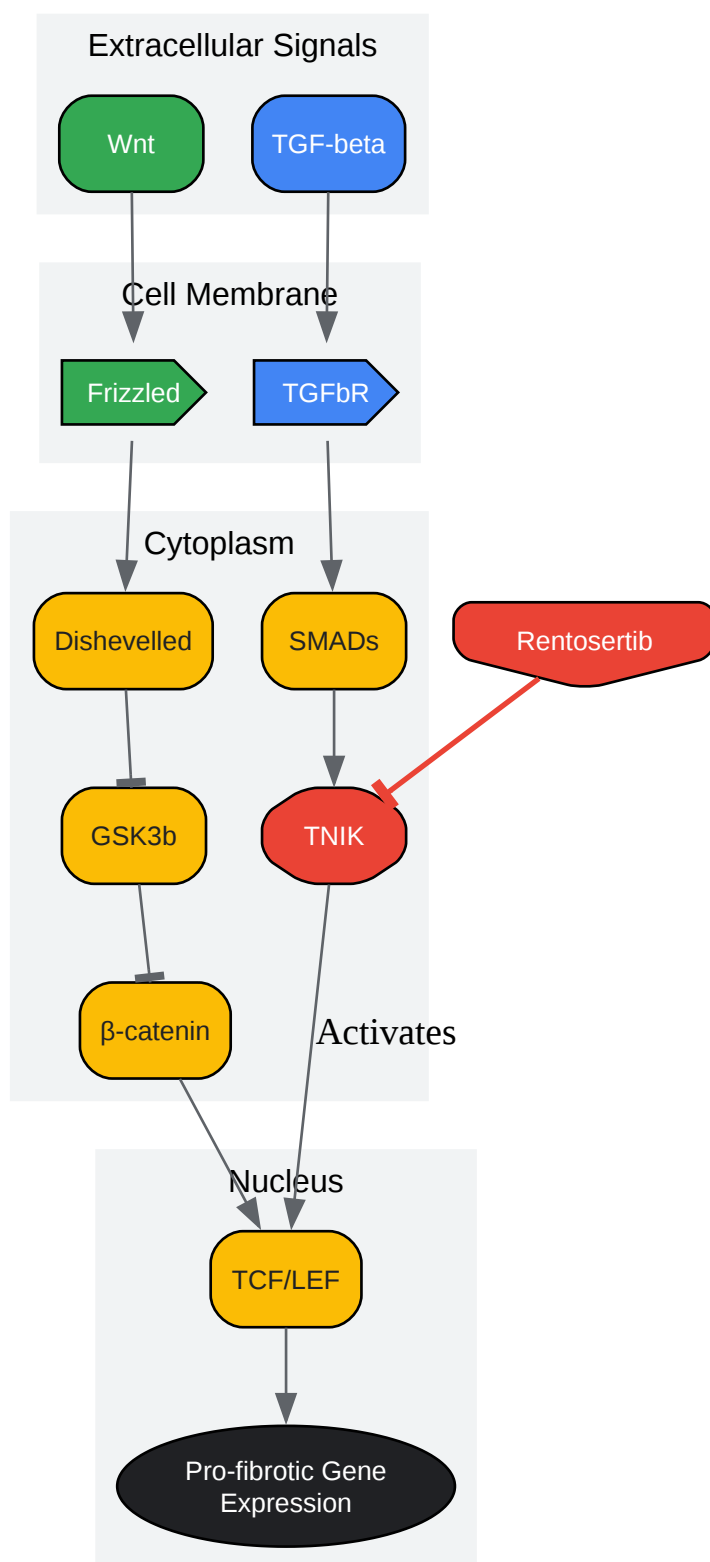 Extracellular Signals
Wnt
TGF-beta
Cell Membrane
Frizzled
TGFbR
Cytoplasm
Dishevelled
SMADs
Rentosertib
GSK3b
TNIK
β-catenin
Activates
Nucleus
TCF/LEF
Pro-fibrotic Gene
Expression